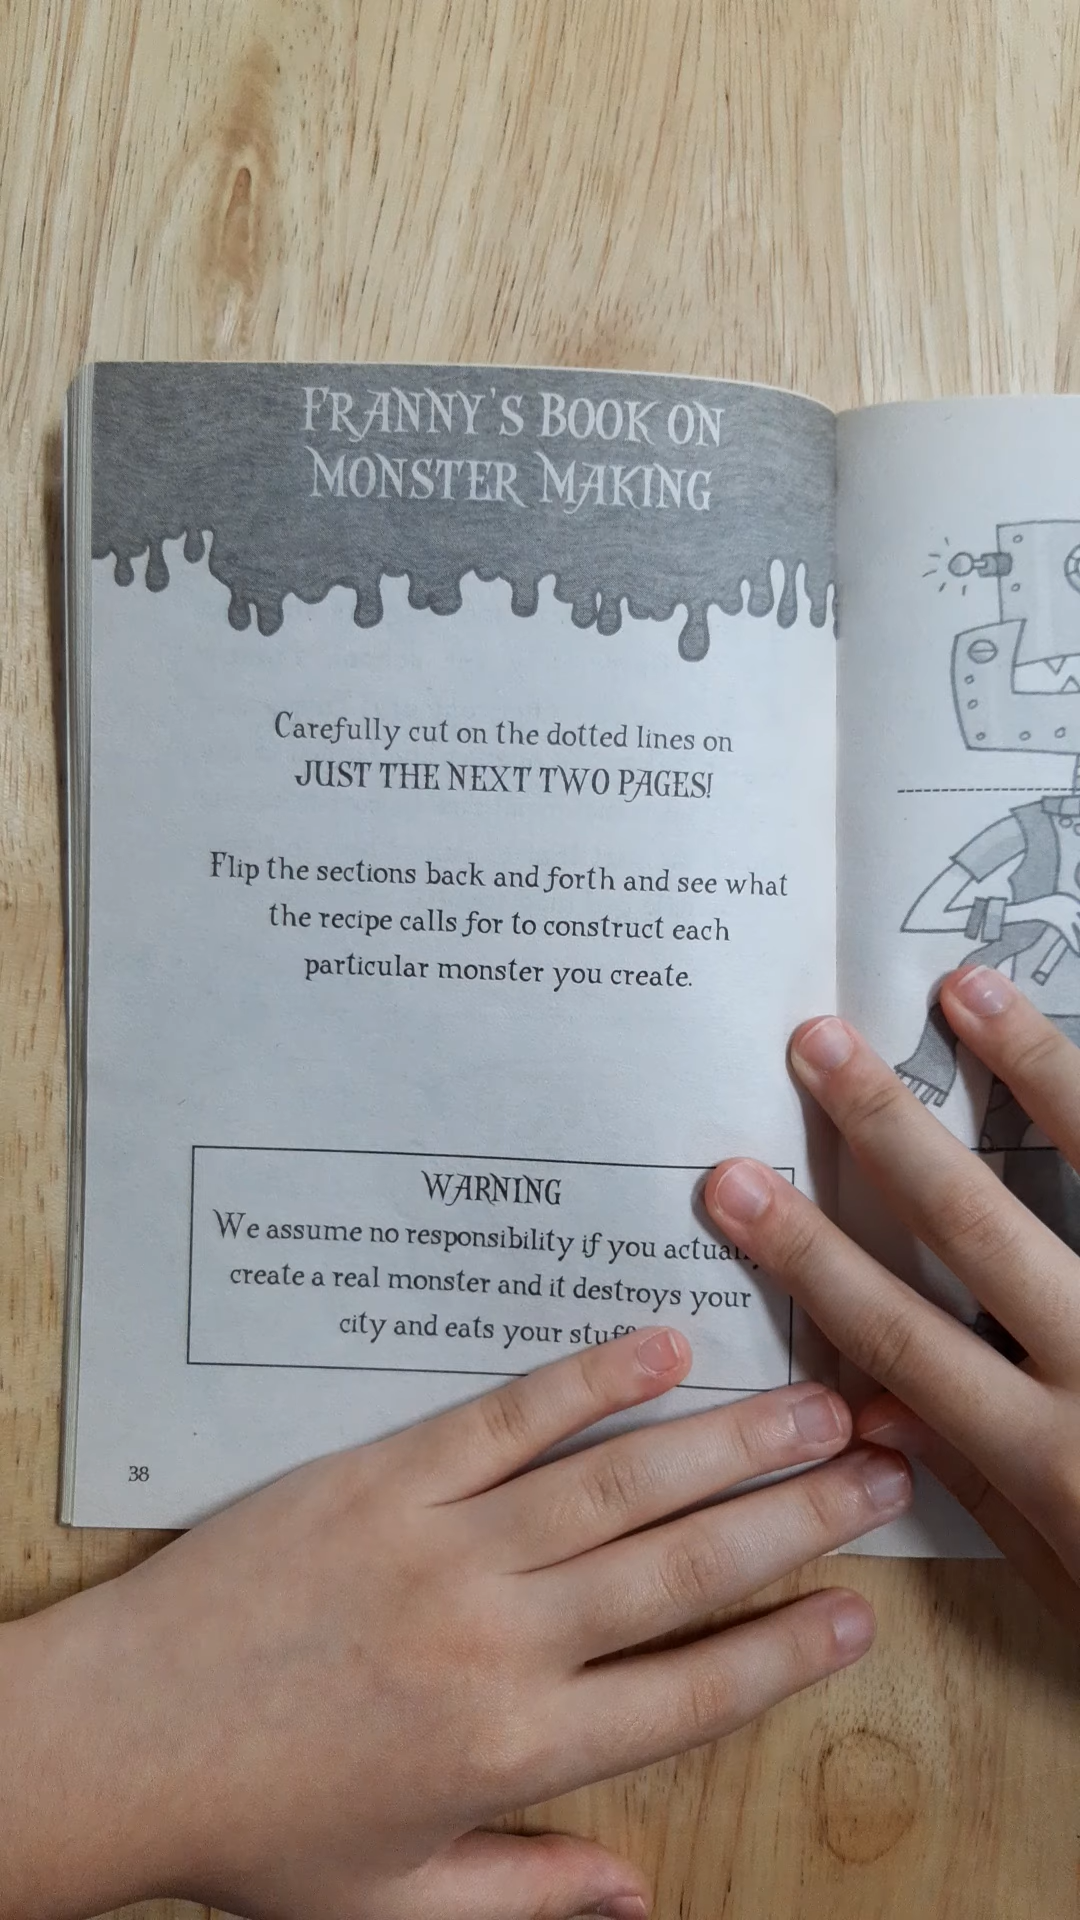 FRANNY'S BOOK ON
MONSTER MAKING
Carefully cut on the dotted lines on
JUST THE NEXT TWO PAGES!
Flip the sections back and forth and see what
the recipe calls for to construct each
particular monster you create.
WARNING
We assume no responsibility if you actually
create a real monster and it destroys your
city and eats your stuff
38